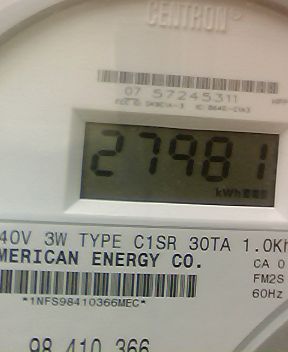 CENTRON®
07 57245311
27981
kWh
40V 3W TYPE C1SR 30TA 1.0Kh
MERICAN ENERGY CO.
CA 0
FM2S
60Hz
*1NFS98410366MEC*
98 410 366